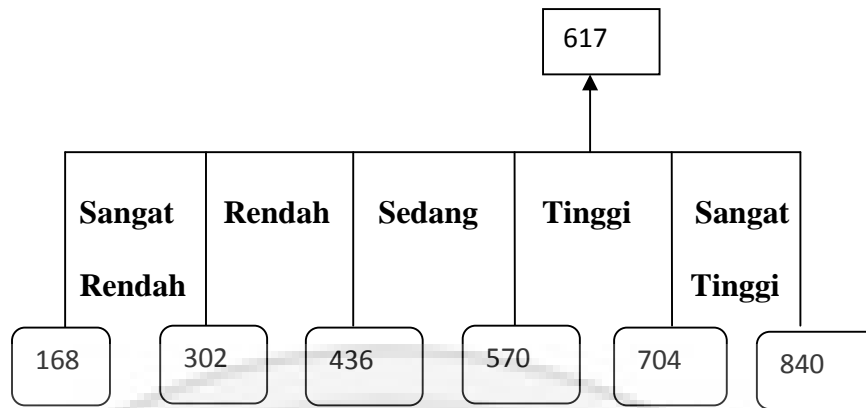 617
Sangat Rendah Sedang Tinggi Sangat
Rendah Tinggi
168 302 436 570 704 840